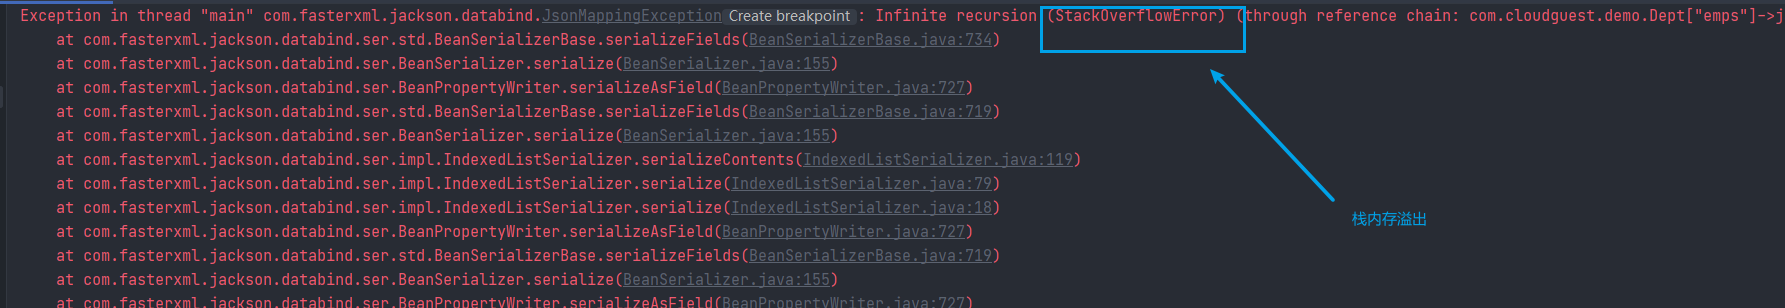 Exception in thread "main" com.fasterxml.jackson.databind.JsonMappingException Create breakpoint : Infinite recursion (StackOverflowError) (through reference chain: com.cloudguest.demo.Dept["emps"]->j
at com.fasterxml.jackson.databind.ser.std.BeanSerializerBase.serializeFields(BeanSerializerBase.java:734)
at com.fasterxml.jackson.databind.ser.BeanSerializer.serialize(BeanSerializer.java:155)
at com.fasterxml.jackson.databind.ser.BeanPropertyWriter.serializeAsField(BeanPropertyWriter.java:727)
at com.fasterxml.jackson.databind.ser.std.BeanSerializerBase.serializeFields(BeanSerializerBase.java:719)
at com.fasterxml.jackson.databind.ser.BeanSerializer.serialize(BeanSerializer.java:155)
at com.fasterxml.jackson.databind.ser.impl.IndexedListSerializer.serializeContents(IndexedListSerializer.java:119)
at com.fasterxml.jackson.databind.ser.impl.IndexedListSerializer.serialize(IndexedListSerializer.java:79)
at com.fasterxml.jackson.databind.ser.impl.IndexedListSerializer.serialize(IndexedListSerializer.java:18)
栈内存溢出
at com.fasterxml.jackson.databind.ser.BeanPropertyWriter.serializeAsField(BeanPropertyWriter.java:727)
at com.fasterxml.jackson.databind.ser.std.BeanSerializerBase.serializeFields(BeanSerializerBase.java:719)
at com.fasterxml.jackson.databind.ser.BeanSerializer.serialize(BeanSerializer.java:155)
at com.fasterxml.jackson.databind.ser.BeanPropertyWriter.serializeAsField(BeanPropertyWriter.java:727)